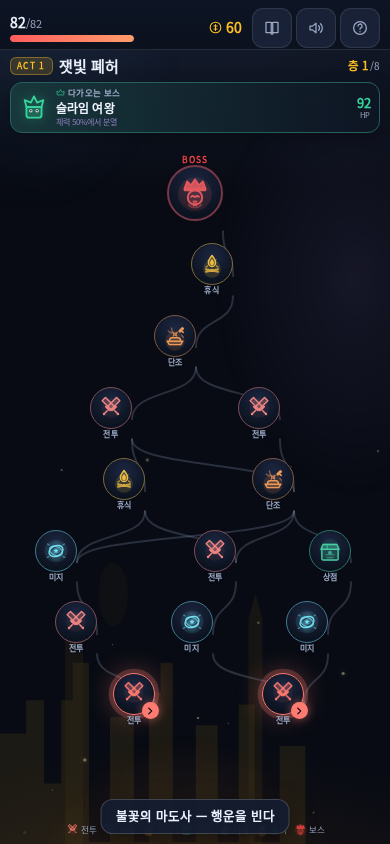 82/82
60
ACT 1 잿빛 폐허
층 1/8
다가오는 보스
슬라임 여왕
체력 50%에서 분열
92
HP
BOSS
휴식
단조
전투 전투
휴식 단조
미지 전투 상점
전투 미지 미지
전투 전투
불꽃의 마도사 — 행운을 빈다
전투 보스